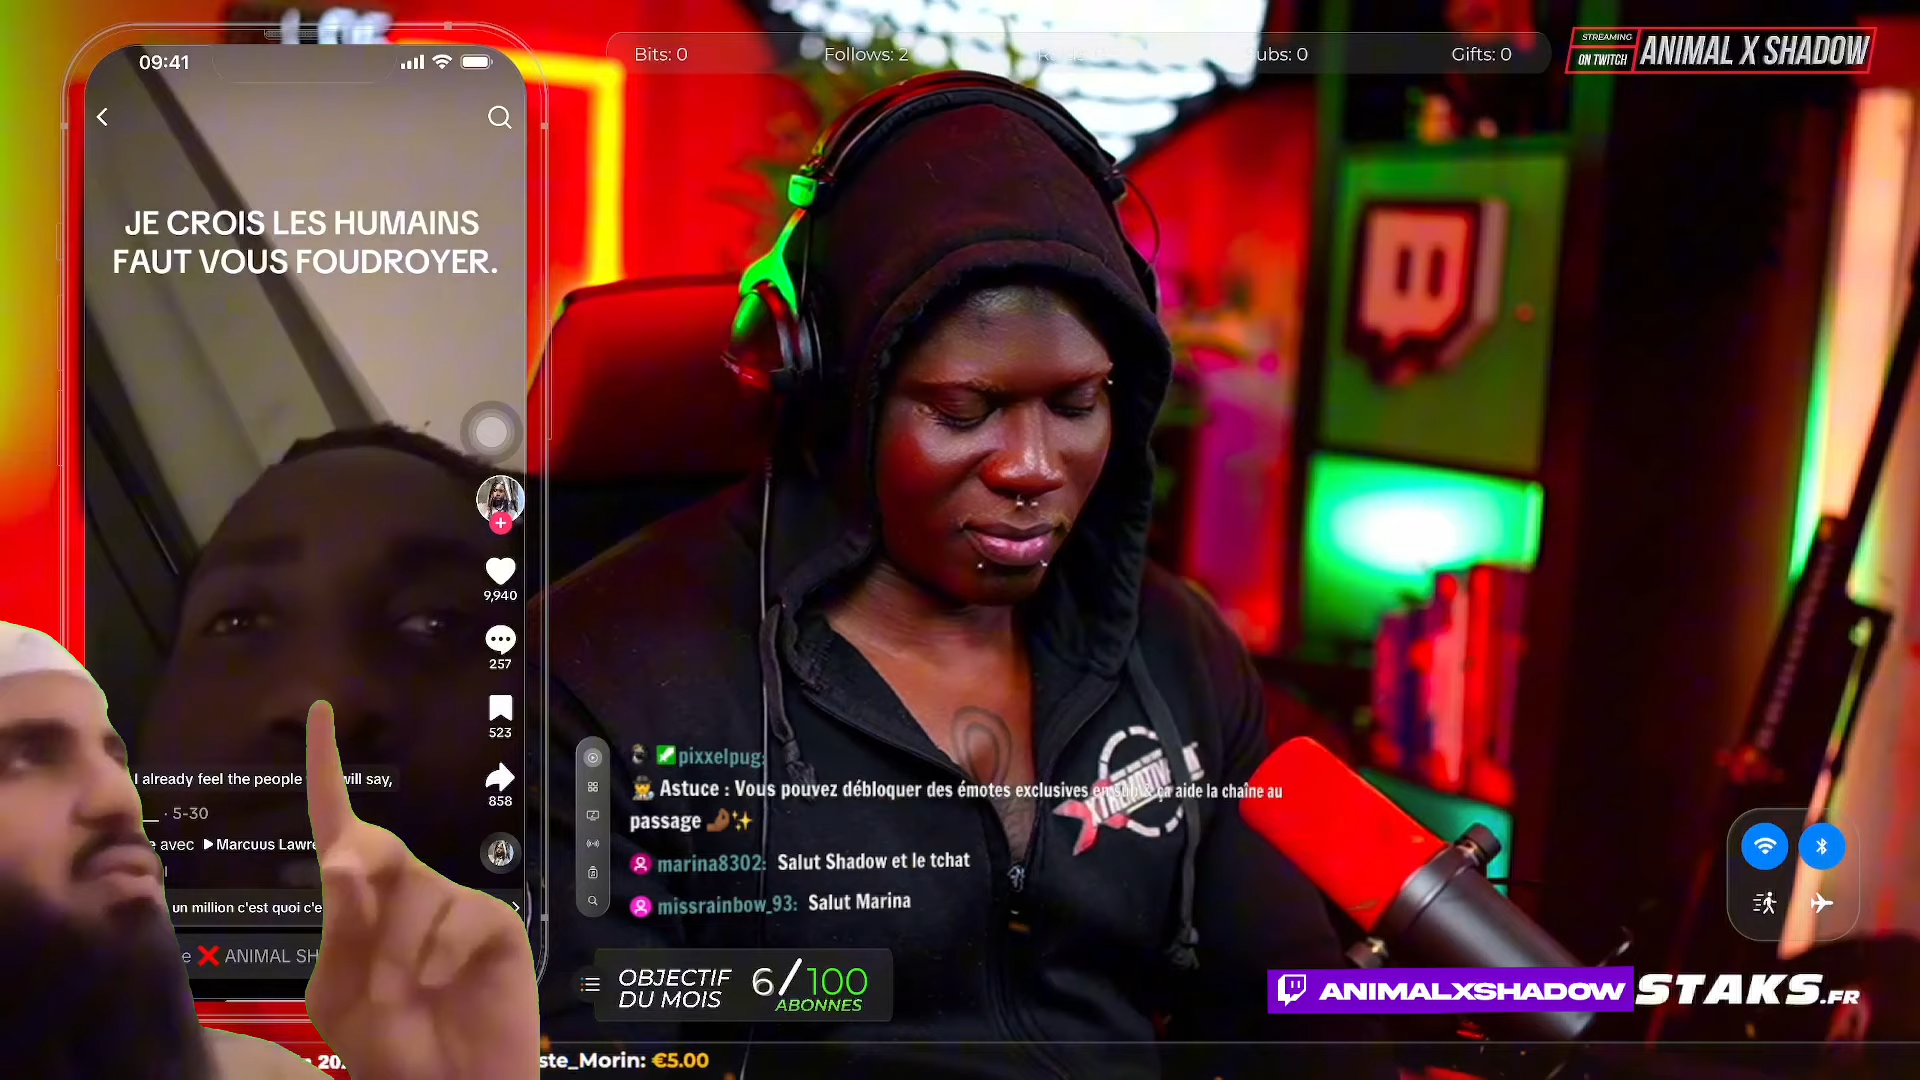 09:41
JE CROIS LES HUMAINS
FAUT VOUS FOUDROYER.
9,940
257
523
858
I already feel the people will say,
· 5-30
avec ▶ Marcuus Lawre
un million c'est quoi c'e
❌ ANIMAL SH
Bits: 0
Follows: 2
ubs: 0
Gifts: 0
STREAMING
ON TWITCH
ANIMAL X SHADOW
pixxelpug:
Astuce : Vous pouvez débloquer des émotes exclusives en sub & ça aide la chaîne au
passage 🤌🏾✨
marina8302: Salut Shadow et le tchat
missrainbow_93: Salut Marina
OBJECTIF
DU MOIS
6/100
ABONNES
ANIMALXSHADOW
STAKS.FR
20
ste_Morin: €5.00